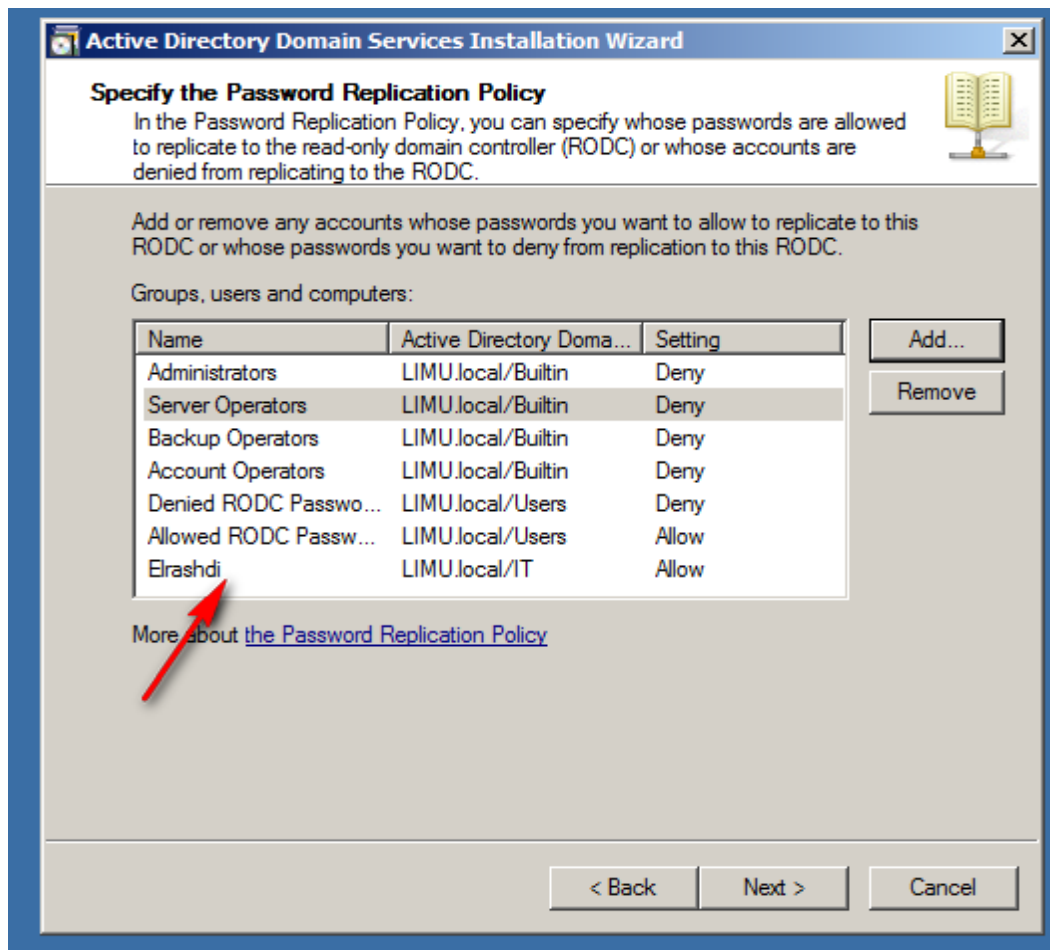 Active Directory Domain Services Installation Wizard
Specify the Password Replication Policy
In the Password Replication Policy, you can specify whose passwords are allowed
to replicate to the read-only domain controller (RODC) or whose accounts are
denied from replicating to the RODC.
Add or remove any accounts whose passwords you want to allow to replicate to this
RODC or whose passwords you want to deny from replication to this RODC.
Groups, users and computers:
Name Active Directory Doma... Setting
Add...
Administrators LIMU.local/Builtin Deny
Remove
Server Operators LIMU.local/Builtin Deny
Backup Operators LIMU.local/Builtin Deny
Account Operators LIMU.local/Builtin Deny
Denied RODC Passwo... LIMU.local/Users Deny
Allowed RODC Passw... LIMU.local/Users Allow
Elrashdi LIMU.local/IT Allow
More about the Password Replication Policy
< Back Next > Cancel